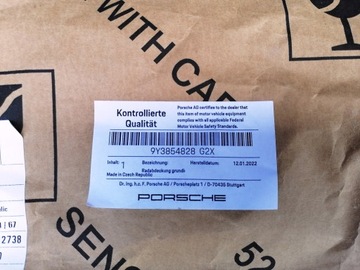 WITH CARE
Kontrollierte
Qualität
Porsche AG certifies to the dealer that
this item of motor vehicle equipment
complies with all applicable Federal
Motor Vehicle Safety Standards.
9Y3854828 G2X
Inhalt: 1 Bezeichnung: Herstelldatum: 12.01.2022
Radabdeckung grundi
Made in Czech Republic
Dr. Ing. h.c. F. Porsche AG / Porscheplatz 1 / D-70435 Stuttgart
PORSCHE
| 67
2738
SENS
52